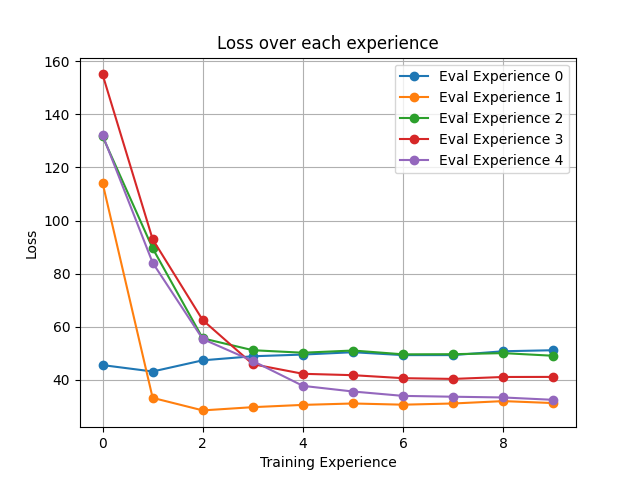 Loss over each experience
Eval Experience 0
Eval Experience 1
Eval Experience 2
Eval Experience 3
Eval Experience 4
160
140
120
100
80
60
40
Loss
0 2 4 6 8
Training Experience